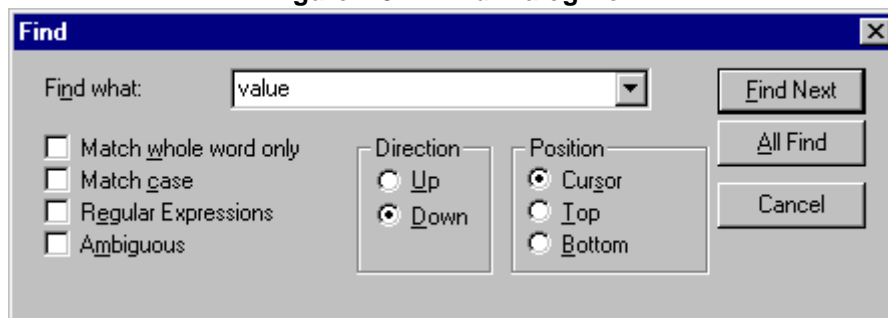 Find
Find what:
value
Find Next
All Find
Cancel
Match whole word only
Match case
Regular Expressions
Ambiguous
Direction
Up
Down
Position
Cursor
Top
Bottom